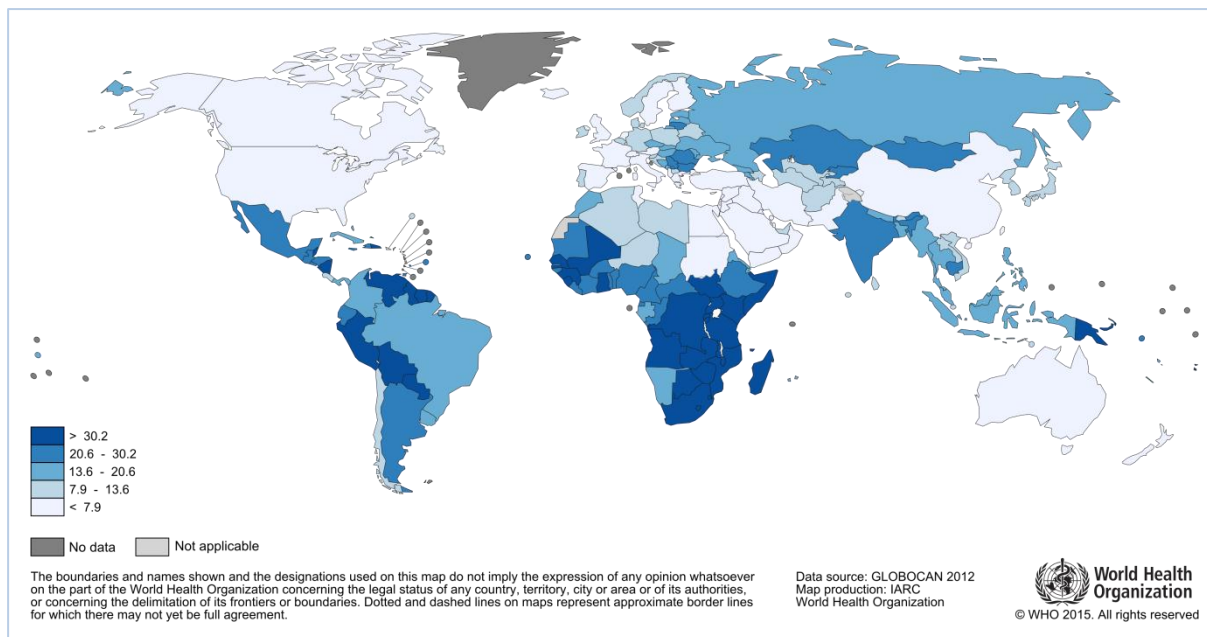 > 30.2
20.6 - 30.2
13.6 - 20.6
7.9 - 13.6
< 7.9
No data
Not applicable
The boundaries and names shown and the designations used on this map do not imply the expression of any opinion whatsoever
on the part of the World Health Organization concerning the legal status of any country, territory, city or area or of its authorities,
or concerning the delimitation of its frontiers or boundaries. Dotted and dashed lines on maps represent approximate border lines
for which there may not yet be full agreement.
Data source: GLOBOCAN 2012
Map production: IARC
World Health Organization
World Health
Organization
© WHO 2015. All rights reserved